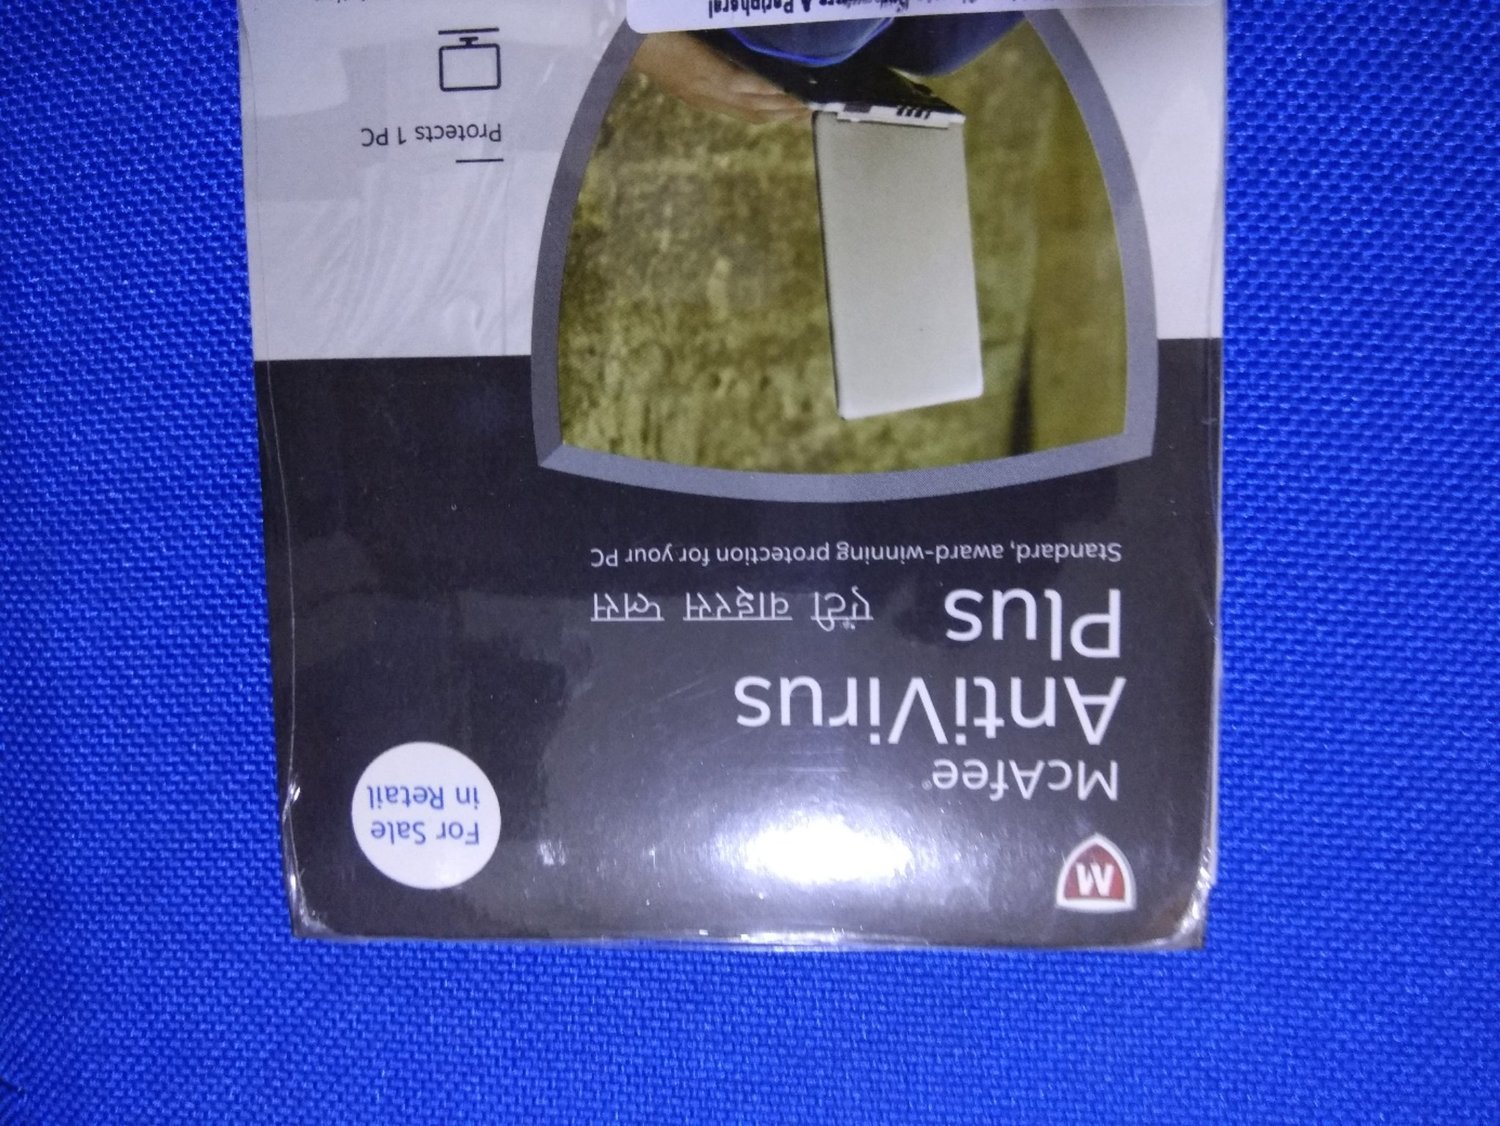 M
McAfee®
For Sale
in Retail
AntiVirus
Plus एंटी वाइरस प्लस
Standard, award-winning protection for your PC
Protects 1 PC
& Peripheral